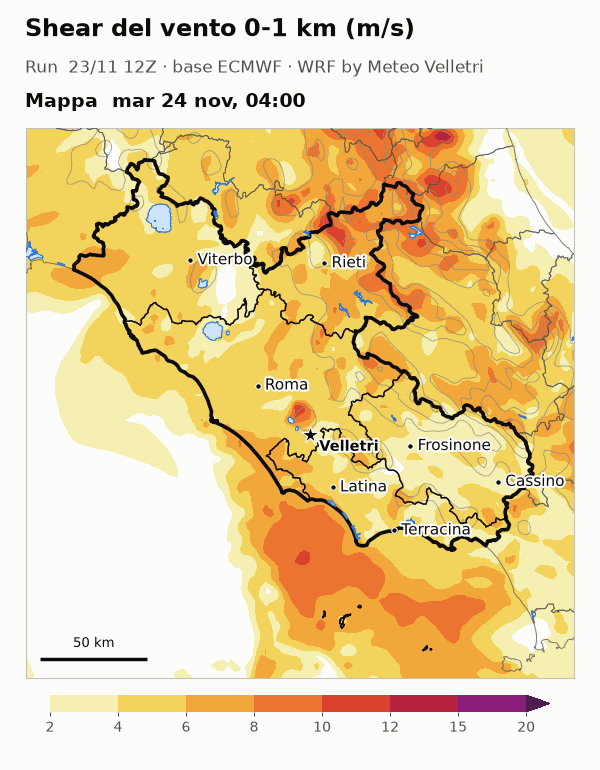 Shear del vento 0-1 km (m/s)
Run  23/11 12Z · base ECMWF · WRF by Meteo Velletri
Mappa  mar 24 nov, 04:00
Viterbo
Rieti
Roma
Velletri
Frosinone
Cassino
Latina
Terracina
50 km
2 4 6 8 10 12 15 20